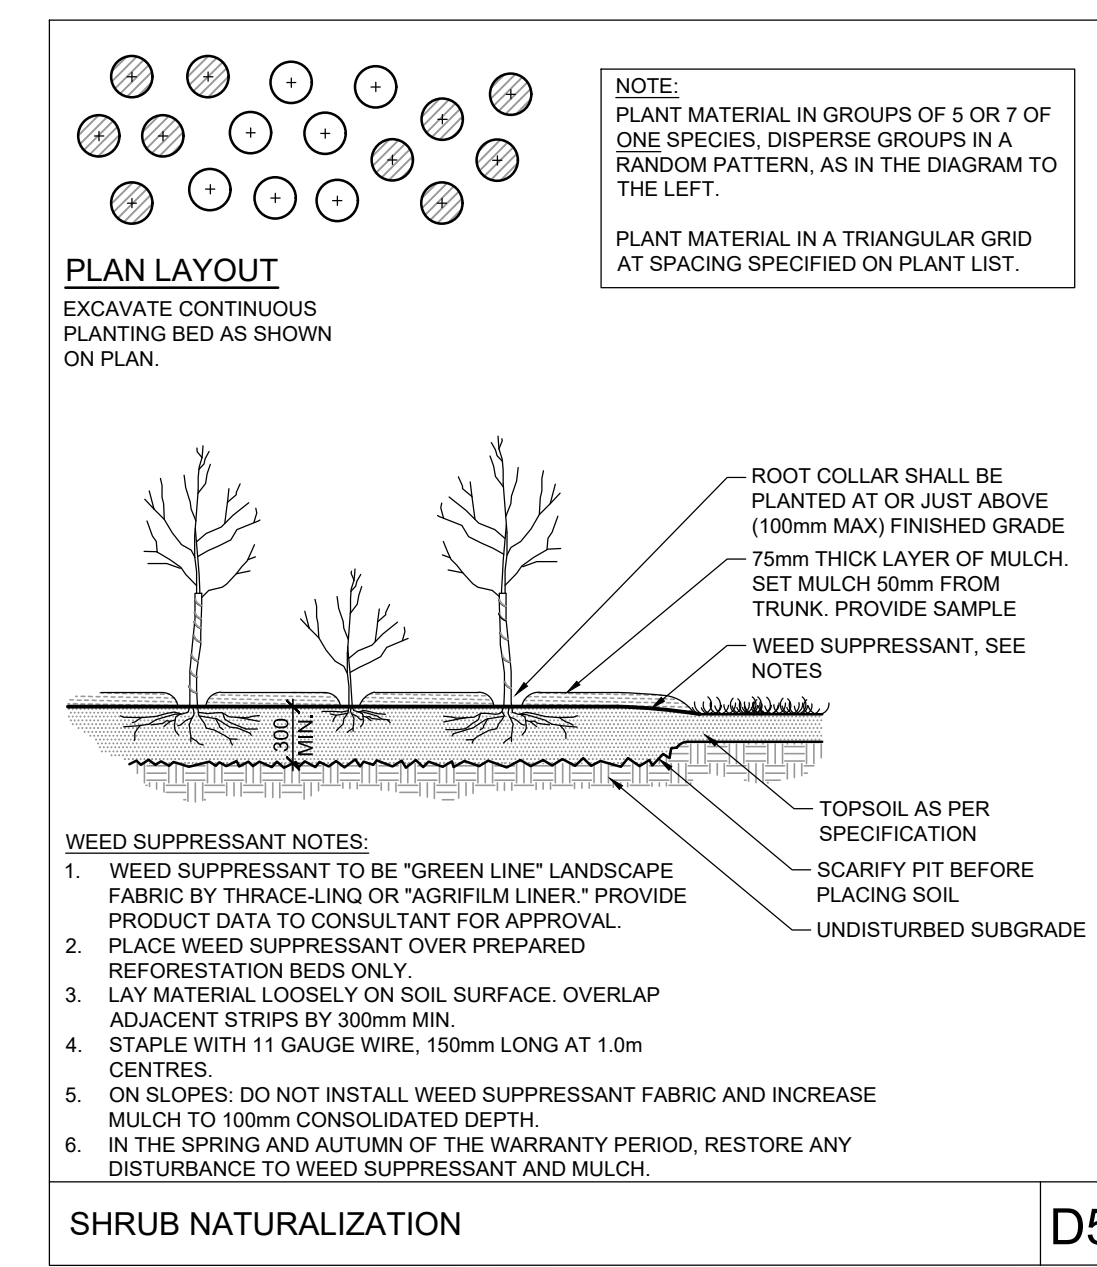 NOTE:
PLANT MATERIAL IN GROUPS OF 5 OR 7 OF
ONE SPECIES, DISPERSE GROUPS IN A
RANDOM PATTERN, AS IN THE DIAGRAM TO
THE LEFT.
PLANT MATERIAL IN A TRIANGULAR GRID
AT SPACING SPECIFIED ON PLANT LIST.
PLAN LAYOUT
EXCAVATE CONTINUOUS
PLANTING BED AS SHOWN
ON PLAN.
ROOT COLLAR SHALL BE
PLANTED AT OR JUST ABOVE
(100mm MAX) FINISHED GRADE
75mm THICK LAYER OF MULCH.
SET MULCH 50mm FROM
TRUNK. PROVIDE SAMPLE
WEED SUPPRESSANT, SEE
NOTES
300
MIN.
TOPSOIL AS PER
SPECIFICATION
SCARIFY PIT BEFORE
PLACING SOIL
UNDISTURBED SUBGRADE
WEED SUPPRESSANT NOTES:
1. WEED SUPPRESSANT TO BE "GREEN LINE" LANDSCAPE
FABRIC BY THRACE-LINQ OR "AGRIFILM LINER." PROVIDE
PRODUCT DATA TO CONSULTANT FOR APPROVAL.
2. PLACE WEED SUPPRESSANT OVER PREPARED
REFORESTATION BEDS ONLY.
3. LAY MATERIAL LOOSELY ON SOIL SURFACE. OVERLAP
ADJACENT STRIPS BY 300mm MIN.
4. STAPLE WITH 11 GAUGE WIRE, 150mm LONG AT 1.0m
CENTRES.
5. ON SLOPES: DO NOT INSTALL WEED SUPPRESSANT FABRIC AND INCREASE
MULCH TO 100mm CONSOLIDATED DEPTH.
6. IN THE SPRING AND AUTUMN OF THE WARRANTY PERIOD, RESTORE ANY
DISTURBANCE TO WEED SUPPRESSANT AND MULCH.
SHRUB NATURALIZATION
D5